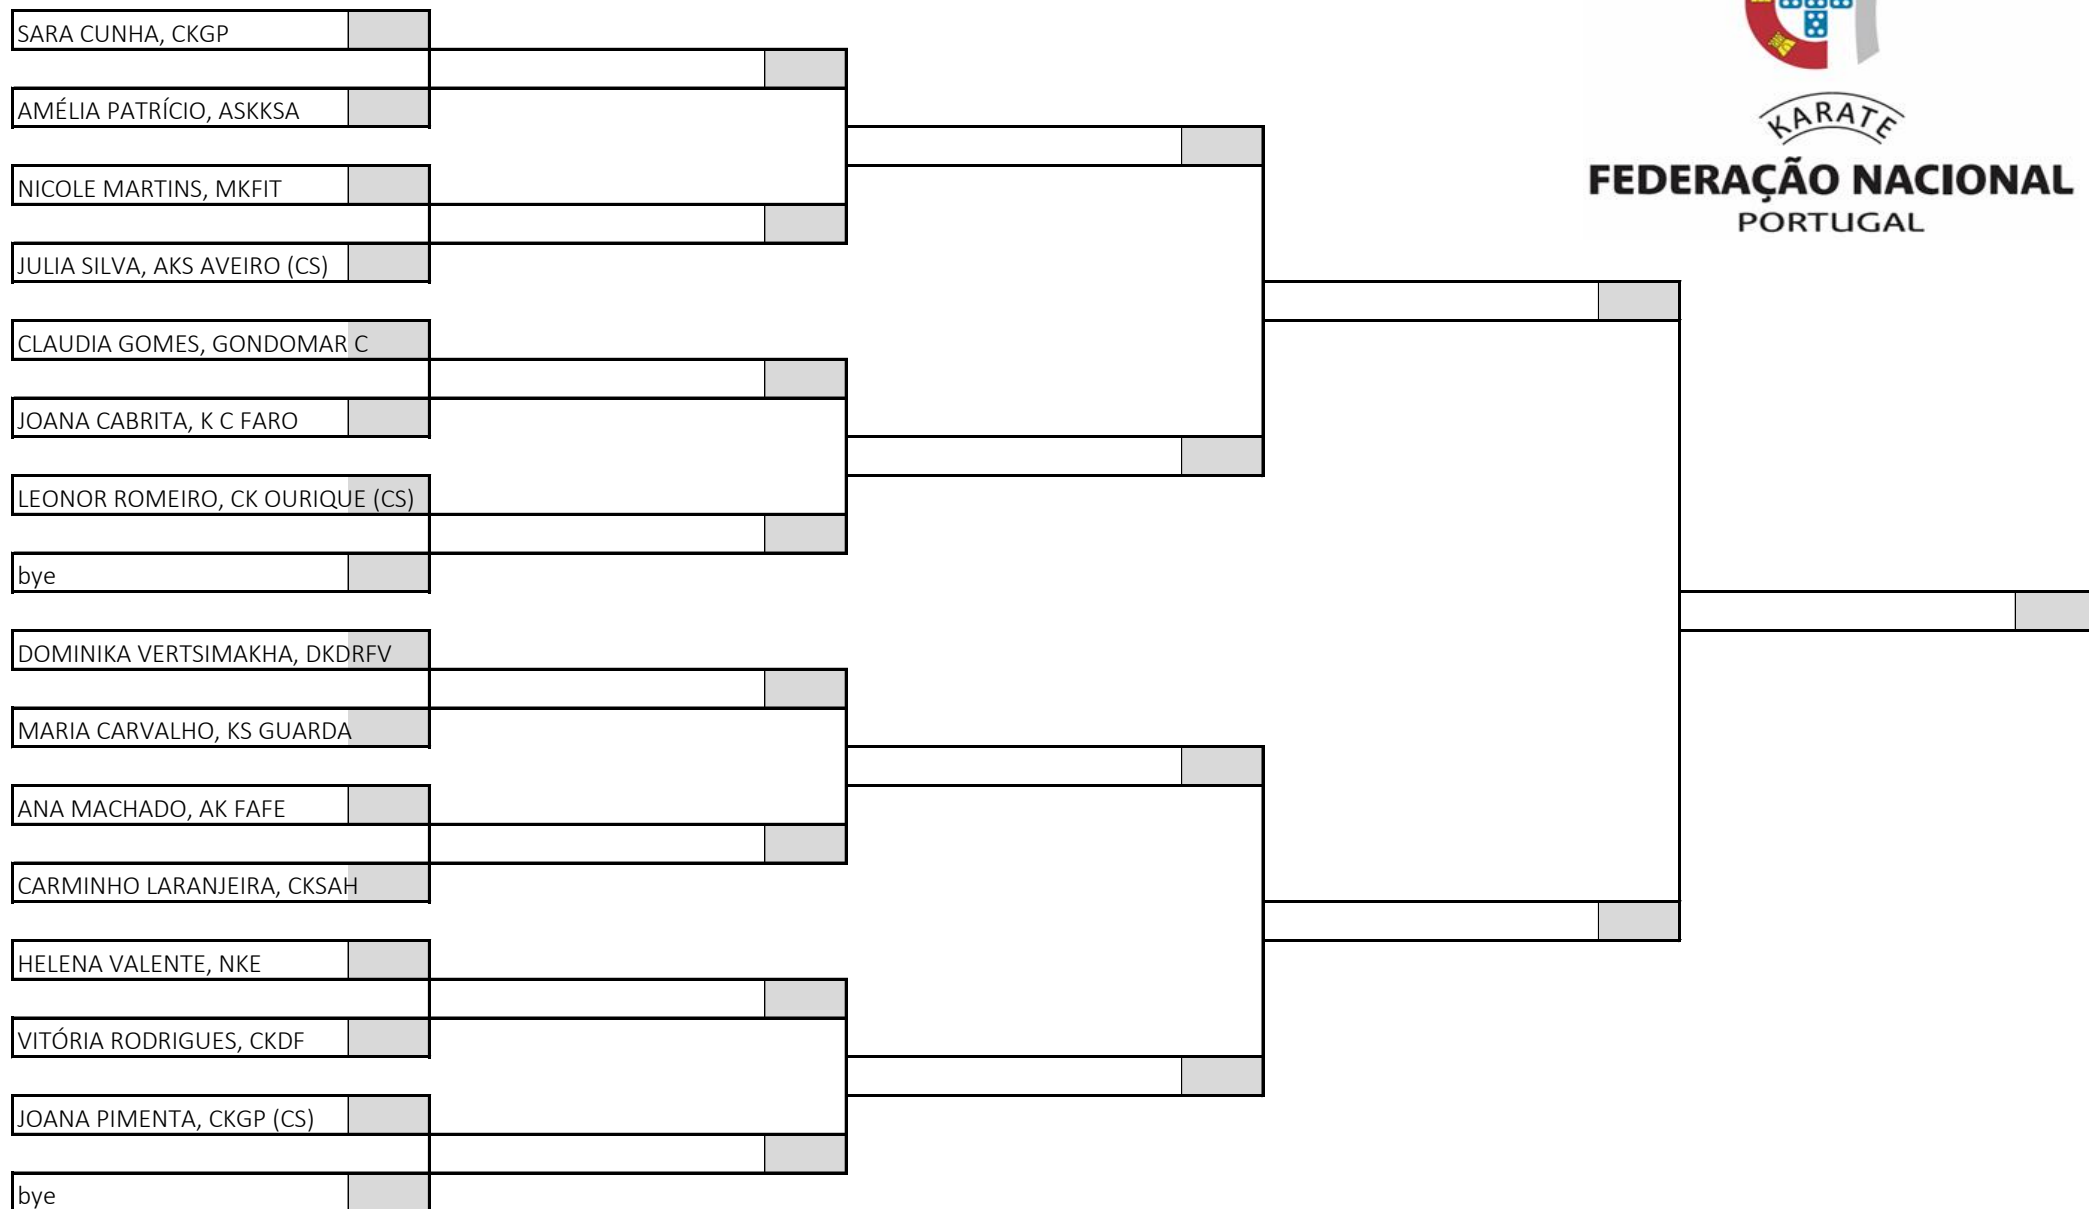 SARA CUNHA, CKGP
AMÉLIA PATRÍCIO, ASKKSA
NICOLE MARTINS, MKFIT
JULIA SILVA, AKS AVEIRO (CS)
CLAUDIA GOMES, GONDOMAR C
JOANA CABRITA, K C FARO
LEONOR ROMEIRO, CK OURIQUE (CS)
bye
DOMINIKA VERTSIMAKHA, DKDRFV
MARIA CARVALHO, KS GUARDA
ANA MACHADO, AK FAFE
CARMINHO LARANJEIRA, CKSAH
HELENA VALENTE, NKE
VITÓRIA RODRIGUES, CKDF
JOANA PIMENTA, CKGP (CS)
bye
KARATE
FEDERAÇÃO NACIONAL
PORTUGAL